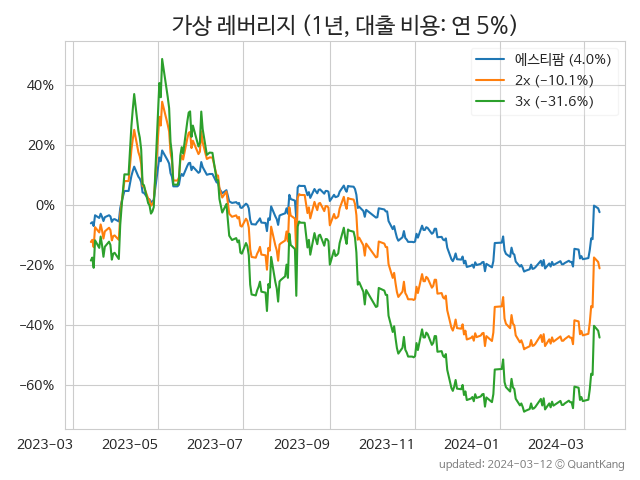 가상 레버리지 (1년, 대출 비용: 연 5%)
에스티팜 (4.0%)
2x (−10.1%)
3x (−31.6%)
40%
20%
0%
−20%
−40%
−60%
2023-03 2023-05 2023-07 2023-09 2023-11 2024-01 2024-03
updated: 2024-03-12 © QuantKang